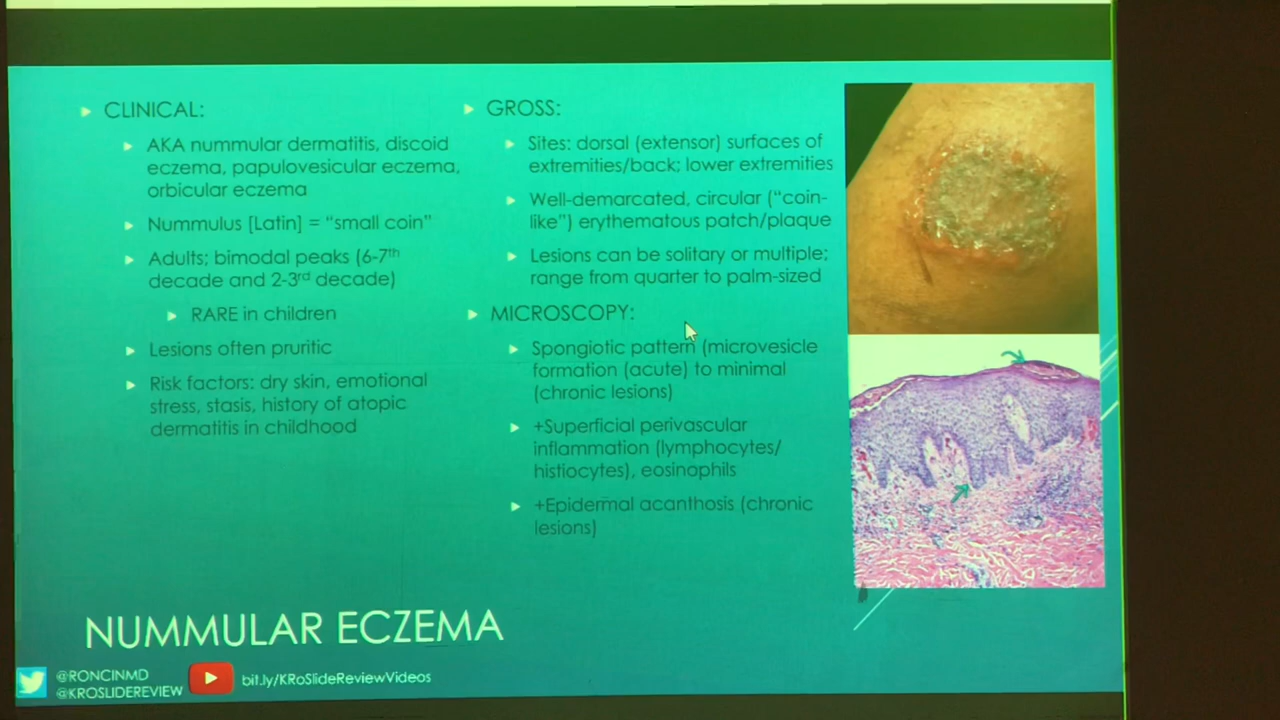 CLINICAL:
AKA nummular dermatitis, discoid
eczema, papulovesicular eczema,
orbicular eczema
Nummulus [Latin] = “small coin”
Adults; bimodal peaks (6-7th
decade and 2-3rd decade)
RARE in children
Lesions often pruritic
Risk factors: dry skin, emotional
stress, stasis, history of atopic
dermatitis in childhood
GROSS:
Sites: dorsal (extensor) surfaces of
extremities/back; lower extremities
Well-demarcated, circular (“coin-
like”) erythematous patch/plaque
Lesions can be solitary or multiple;
range from quarter to palm-sized
MICROSCOPY:
Spongiotic pattern (microvesicle
formation (acute) to minimal
(chronic lesions)
+Superficial perivascular
inflammation (lymphocytes/
histiocytes), eosinophils
+Epidermal acanthosis (chronic
lesions)
NUMMULAR ECZEMA
@RONCINMD
@KROSLIDEREVIEW
bit.ly/KRoSlideReviewVideos